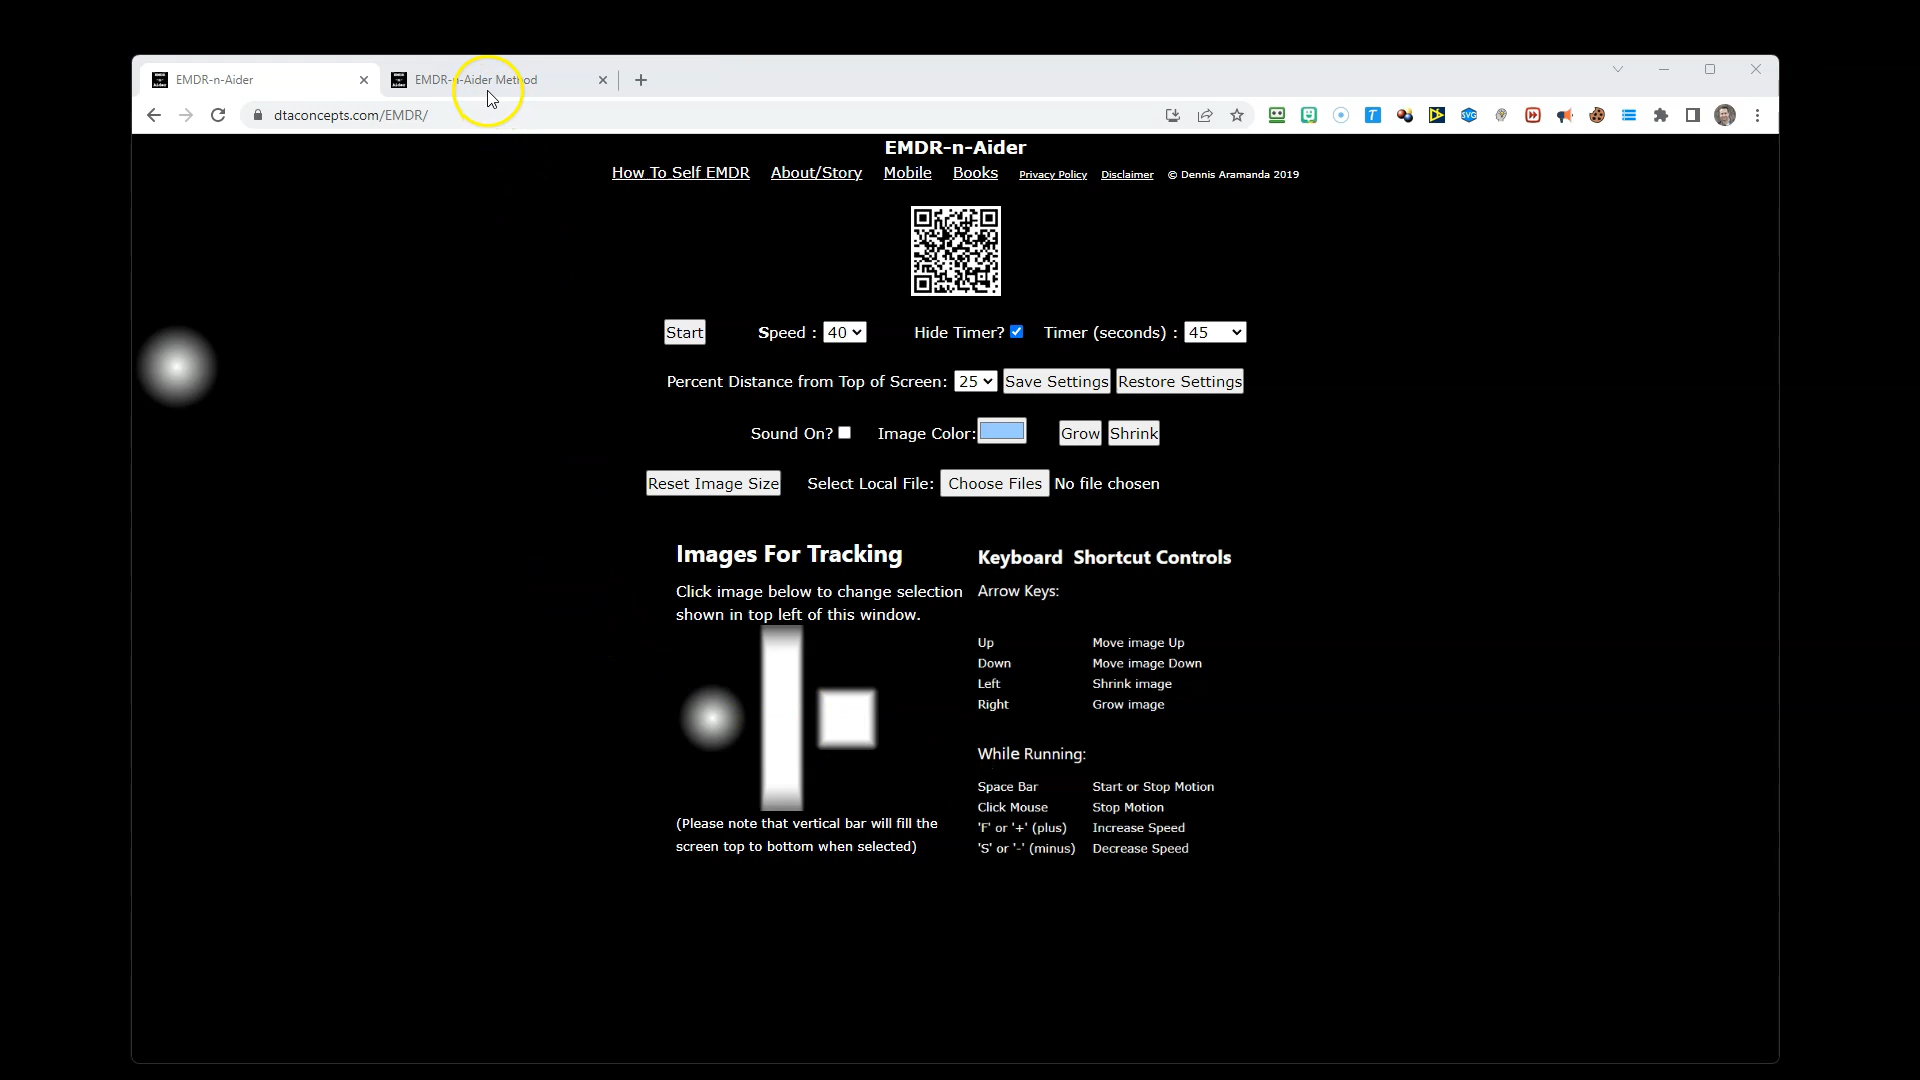 EMDR-n-Aider
EMDR-n-Aider Method
dtaconcepts.com/EMDR/
EMDR-n-Aider
How To Self EMDR About/Story Mobile Books Privacy Policy Disclaimer © Dennis Aramanda 2019
Start Speed : 40 Hide Timer? Timer (seconds) : 45
Percent Distance from Top of Screen: 25 Save Settings Restore Settings
Sound On? Image Color: Grow Shrink
Reset Image Size Select Local File: Choose Files No file chosen
Images For Tracking
Click image below to change selection
shown in top left of this window.
(Please note that vertical bar will fill the
screen top to bottom when selected)
Keyboard Shortcut Controls
Arrow Keys:
Up Move image Up
Down Move image Down
Left Shrink image
Right Grow image
While Running:
Space Bar Start or Stop Motion
Click Mouse Stop Motion
'F' or '+' (plus) Increase Speed
'S' or '-' (minus) Decrease Speed